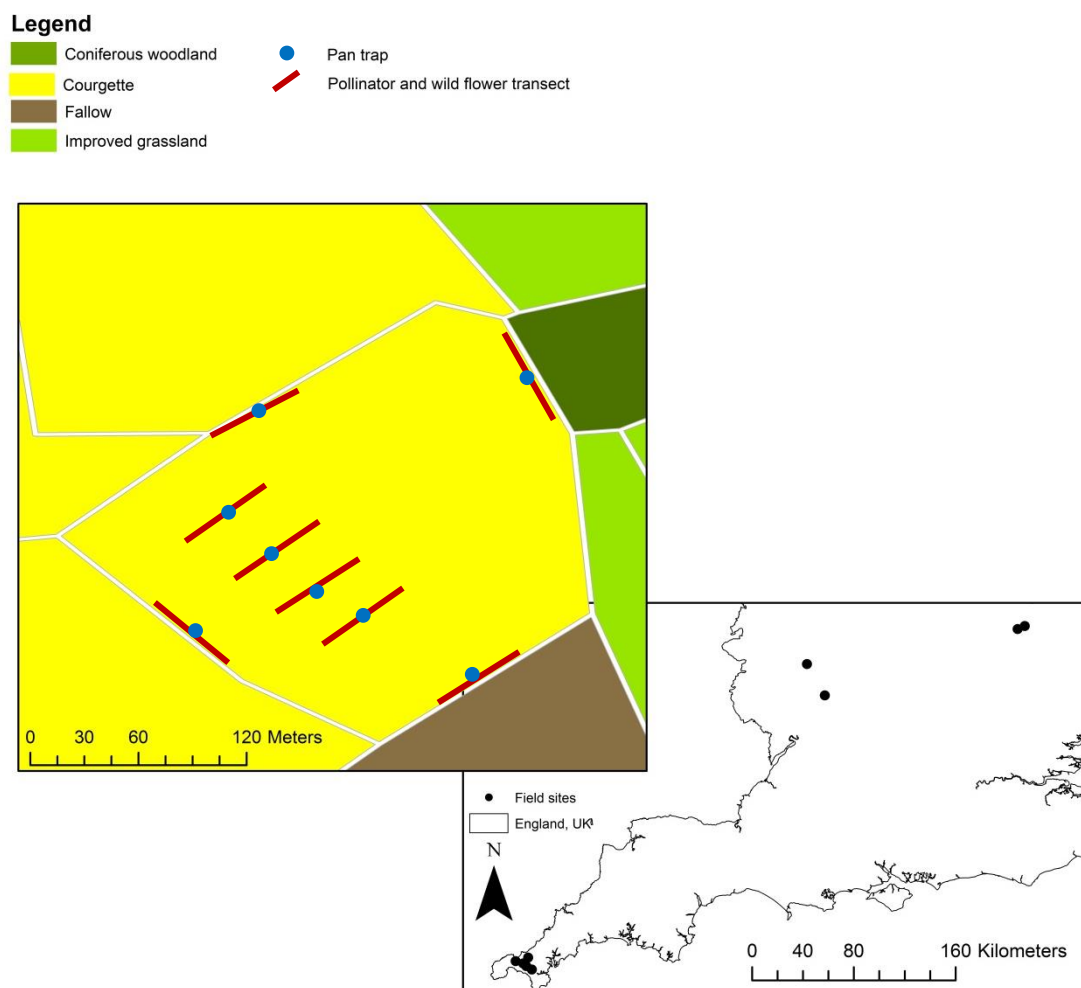 Legend
Coniferous woodland
Pan trap
Courgette
Pollinator and wild flower transect
Fallow
Improved grassland
0 30 60 120 Meters
Field sites
England, UK
N
0 40 80 160 Kilometers